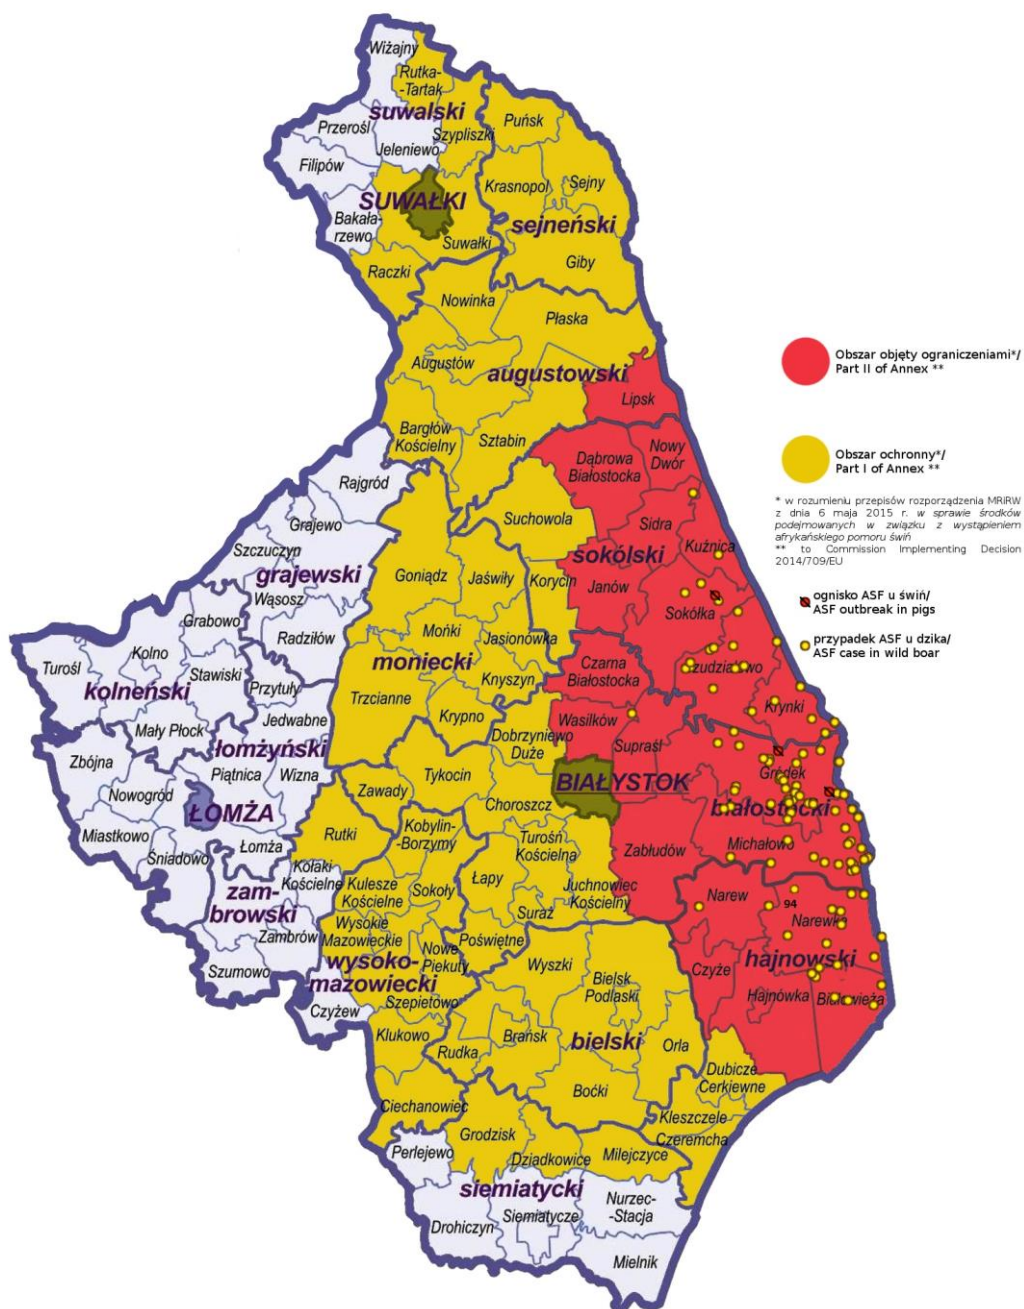 Wiżajny
Rutka-
-Tartak
suwalski
Szypliszki
Przerośl
Jeleniewo
Filipów
Puńsk
Krasnopol
Sejny
SUWAŁKI
Bakała-
rzewo
sejneński
Suwałki
Giby
Raczki
Nowinka
Płaska
Augustów
augustowski
Lipsk
Bargłów
Kościelny
Sztabin
Obszar objęty ograniczeniami*/
Part II of Annex **
Obszar ochronny*/
Part I of Annex **
* w rozumieniu przepisów rozporządzenia MRiRW
z dnia 6 maja 2015 r. w sprawie środków
podejmowanych w związku z wystąpieniem
afrykańskiego pomoru świń
** to Commission Implementing Decision
2014/709/EU
ognisko ASF u świń/
ASF outbreak in pigs
przypadek ASF u dzika/
ASF case in wild boar
Rajgród
Dąbrowa
Białostocka
Nowy
Dwór
Grajewo
Suchowola
Sidra
Szczuczyn
Kuźnica
sokólski
grajewski
Goniądz
Jaświły
Korycin
Janów
Wąsosz
Sokółka
Grabowo
Radziłów
Mońki
Jasionówka
Turośl
Kolno
Stawiski
moniecki
Czarna
Białostocka
kolneński
Przytuły
Trzcianne
Knyszyn
Krynki
Mały Płock
Jedwabne
Krypno
Wasilków
łomżyński
Dobrzyniewo
Duże
Supraśl
Zbójna
Piątnica
Wizna
Tykocin
BIAŁYSTOK
Gródek
Nowogród
Zawady
Choroszcz
białostocki
ŁOMŻA
Miastkowo
Rutki
Kobylin-
-Borzymy
Turośń
Kościelna
Śniadowo
Łomża
Zabłudów
Michałowo
Kołaki
Kościelne
Kulesze
Kościelne
Sokoły
Łapy
Juchnowiec
Kościelny
Narew
94
zam-
browski
Suraż
Narewka
Zambrów
Wysokie
Mazowieckie
Nowe
Piekuty
Poświętne
wysoko-
mazowiecki
Wyszki
Bielsk
Podlaski
Czyże
hajnowski
Szumowo
Szepietowo
Hajnówka
Białowieża
Czyżew
Klukowo
Rudka
Brańsk
bielski
Orla
Dubicze
Cerkiewne
Boćki
Ciechanowiec
Kleszczele
Czeremcha
Perlejewo
Grodzisk
Dziadkowice
Milejczyce
siemiatycki
Nurzec-
-Stacja
Drohiczyn
Siemiatycze
Mielnik